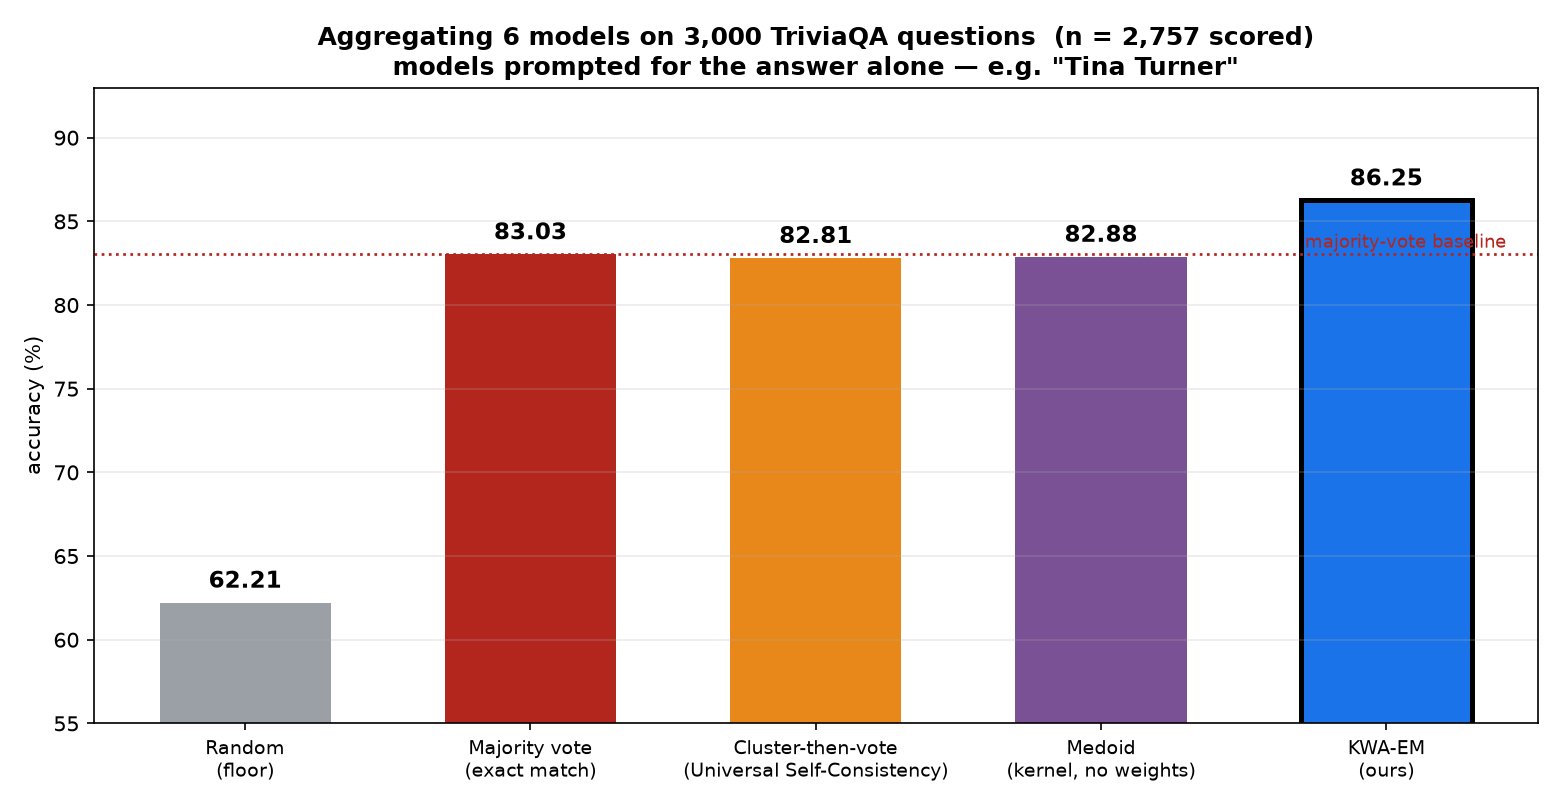 Aggregating 6 models on 3,000 TriviaQA questions  (n = 2,757 scored)
models prompted for the answer alone — e.g. "Tina Turner"
accuracy (%)
90
85
80
75
70
65
60
55
62.21
83.03
82.81
82.88
86.25
majority-vote baseline
Random
(floor)
Majority vote
(exact match)
Cluster-then-vote
(Universal Self-Consistency)
Medoid
(kernel, no weights)
KWA-EM
(ours)